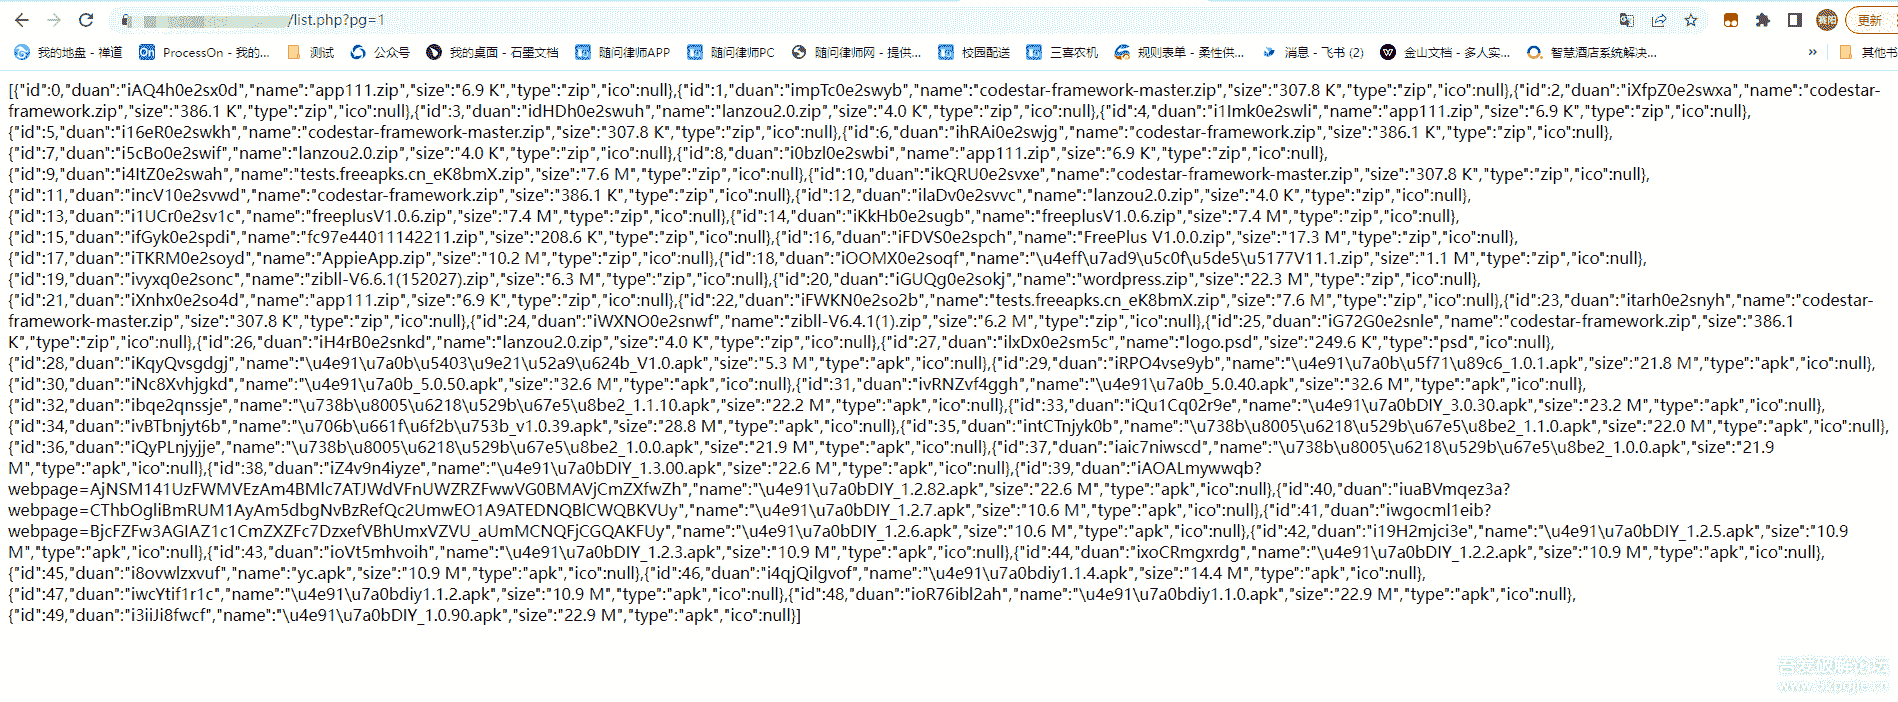 /list.php?pg=1
更新
我的地盘 - 禅道 ProcessOn - 我的... 测试 公众号 我的桌面 - 石墨文档 随问律师APP 随问律师PC 随问律师网 - 提供... 校园配送 三喜农机 规则表单 - 柔性供... 消息 - 飞书 (2) 金山文档 - 多人实... 智慧酒店系统解决... » 其他书
[{"id":0,"duan":"iAQ4h0e2sx0d","name":"app111.zip","size":"6.9 K","type":"zip","ico":null},{"id":1,"duan":"impTc0e2swyb","name":"codestar-framework-master.zip","size":"307.8 K","type":"zip","ico":null},{"id":2,"duan":"iXfpZ0e2swxa","name":"codestar-
framework.zip","size":"386.1 K","type":"zip","ico":null},{"id":3,"duan":"idHDh0e2swuh","name":"lanzou2.0.zip","size":"4.0 K","type":"zip","ico":null},{"id":4,"duan":"i1Imk0e2swli","name":"app111.zip","size":"6.9 K","type":"zip","ico":null},
{"id":5,"duan":"i16eR0e2swkh","name":"codestar-framework-master.zip","size":"307.8 K","type":"zip","ico":null},{"id":6,"duan":"ihRAi0e2swjg","name":"codestar-framework.zip","size":"386.1 K","type":"zip","ico":null},
{"id":7,"duan":"i5cBo0e2swif","name":"lanzou2.0.zip","size":"4.0 K","type":"zip","ico":null},{"id":8,"duan":"i0bzl0e2swbi","name":"app111.zip","size":"6.9 K","type":"zip","ico":null},
{"id":9,"duan":"i4ItZ0e2swah","name":"tests.freeapks.cn_eK8bmX.zip","size":"7.6 M","type":"zip","ico":null},{"id":10,"duan":"ikQRU0e2svxe","name":"codestar-framework-master.zip","size":"307.8 K","type":"zip","ico":null},
{"id":11,"duan":"incV10e2svwd","name":"codestar-framework.zip","size":"386.1 K","type":"zip","ico":null},{"id":12,"duan":"ilaDv0e2svvc","name":"lanzou2.0.zip","size":"4.0 K","type":"zip","ico":null},
{"id":13,"duan":"i1UCr0e2sv1c","name":"freeplusV1.0.6.zip","size":"7.4 M","type":"zip","ico":null},{"id":14,"duan":"iKkHb0e2sugb","name":"freeplusV1.0.6.zip","size":"7.4 M","type":"zip","ico":null},
{"id":15,"duan":"ifGyk0e2spdi","name":"fc97e44011142211.zip","size":"208.6 K","type":"zip","ico":null},{"id":16,"duan":"iFDVS0e2spch","name":"FreePlus V1.0.0.zip","size":"17.3 M","type":"zip","ico":null},
{"id":17,"duan":"iTKRM0e2soyd","name":"AppieApp.zip","size":"10.2 M","type":"zip","ico":null},{"id":18,"duan":"iOOMX0e2soqf","name":"\u4eff\u7ad9\u5c0f\u5de5\u5177V11.1.zip","size":"1.1 M","type":"zip","ico":null},
{"id":19,"duan":"ivyxq0e2sonc","name":"zibll-V6.6.1(152027).zip","size":"6.3 M","type":"zip","ico":null},{"id":20,"duan":"iGUQg0e2sokj","name":"wordpress.zip","size":"22.3 M","type":"zip","ico":null},
{"id":21,"duan":"iXnhx0e2so4d","name":"app111.zip","size":"6.9 K","type":"zip","ico":null},{"id":22,"duan":"iFWKN0e2so2b","name":"tests.freeapks.cn_eK8bmX.zip","size":"7.6 M","type":"zip","ico":null},{"id":23,"duan":"itarh0e2snyh","name":"codestar-
framework-master.zip","size":"307.8 K","type":"zip","ico":null},{"id":24,"duan":"iWXNO0e2snwf","name":"zibll-V6.4.1(1).zip","size":"6.2 M","type":"zip","ico":null},{"id":25,"duan":"iG72G0e2snle","name":"codestar-framework.zip","size":"386.1
K","type":"zip","ico":null},{"id":26,"duan":"iH4rB0e2snkd","name":"lanzou2.0.zip","size":"4.0 K","type":"zip","ico":null},{"id":27,"duan":"ilxDx0e2sm5c","name":"logo.psd","size":"249.6 K","type":"psd","ico":null},
{"id":28,"duan":"iKqyQvsgdgj","name":"\u4e91\u7a0b\u5403\u9e21\u52a9\u624b_V1.0.apk","size":"5.3 M","type":"apk","ico":null},{"id":29,"duan":"iRPO4vse9yb","name":"\u4e91\u7a0b\u5f71\u89c6_1.0.1.apk","size":"21.8 M","type":"apk","ico":null},
{"id":30,"duan":"iNc8Xvhjgkd","name":"\u4e91\u7a0b_5.0.50.apk","size":"32.6 M","type":"apk","ico":null},{"id":31,"duan":"ivRNZvf4ggh","name":"\u4e91\u7a0b_5.0.40.apk","size":"32.6 M","type":"apk","ico":null},
{"id":32,"duan":"ibqe2qnssje","name":"\u738b\u8005\u6218\u529b\u67e5\u8be2_1.1.10.apk","size":"22.2 M","type":"apk","ico":null},{"id":33,"duan":"iQu1Cq02r9e","name":"\u4e91\u7a0bDIY_3.0.30.apk","size":"23.2 M","type":"apk","ico":null},
{"id":34,"duan":"ivBTbnjyt6b","name":"\u706b\u661f\u6f2b\u753b_v1.0.39.apk","size":"28.8 M","type":"apk","ico":null},{"id":35,"duan":"intCTnjyk0b","name":"\u738b\u8005\u6218\u529b\u67e5\u8be2_1.1.0.apk","size":"22.0 M","type":"apk","ico":null},
{"id":36,"duan":"iQyPLnjyjje","name":"\u738b\u8005\u6218\u529b\u67e5\u8be2_1.0.0.apk","size":"21.9 M","type":"apk","ico":null},{"id":37,"duan":"iaic7niwscd","name":"\u738b\u8005\u6218\u529b\u67e5\u8be2_1.0.0.apk","size":"21.9
M","type":"apk","ico":null},{"id":38,"duan":"iZ4v9n4iyze","name":"\u4e91\u7a0bDIY_1.3.00.apk","size":"22.6 M","type":"apk","ico":null},{"id":39,"duan":"iAOALmywwqb?
webpage=AjNSM141UzFWMVEzAm4BMlc7ATJWdVFnUWZRZFwwVG0BMAVjCmZXfwZh","name":"\u4e91\u7a0bDIY_1.2.82.apk","size":"22.6 M","type":"apk","ico":null},{"id":40,"duan":"iuaBVmqez3a?
webpage=CThbOgliBmRUM1AyAm5dbgNvBzRefQc2UmwEO1A9ATEDNQBlCWQBKVUy","name":"\u4e91\u7a0bDIY_1.2.7.apk","size":"10.6 M","type":"apk","ico":null},{"id":41,"duan":"iwgocml1eib?
webpage=BjcFZFw3AGIAZ1c1CmZXZFc7DzxefVBhUmxVZVU_aUmMCNQFjCGQAKFUy","name":"\u4e91\u7a0bDIY_1.2.6.apk","size":"10.6 M","type":"apk","ico":null},{"id":42,"duan":"i19H2mjci3e","name":"\u4e91\u7a0bDIY_1.2.5.apk","size":"10.9
M","type":"apk","ico":null},{"id":43,"duan":"ioVt5mhvoih","name":"\u4e91\u7a0bDIY_1.2.3.apk","size":"10.9 M","type":"apk","ico":null},{"id":44,"duan":"ixoCRmgxrdg","name":"\u4e91\u7a0bDIY_1.2.2.apk","size":"10.9 M","type":"apk","ico":null},
{"id":45,"duan":"i8ovwlzxvuf","name":"yc.apk","size":"10.9 M","type":"apk","ico":null},{"id":46,"duan":"i4qjQilgvof","name":"\u4e91\u7a0bdiy1.1.4.apk","size":"14.4 M","type":"apk","ico":null},
{"id":47,"duan":"iwcYtif1r1c","name":"\u4e91\u7a0bdiy1.1.2.apk","size":"10.9 M","type":"apk","ico":null},{"id":48,"duan":"ioR76ibl2ah","name":"\u4e91\u7a0bdiy1.1.0.apk","size":"22.9 M","type":"apk","ico":null},
{"id":49,"duan":"i3iiJi8fwcf","name":"\u4e91\u7a0bDIY_1.0.90.apk","size":"22.9 M","type":"apk","ico":null}]
吾爱破解论坛
www.52pojie.cn